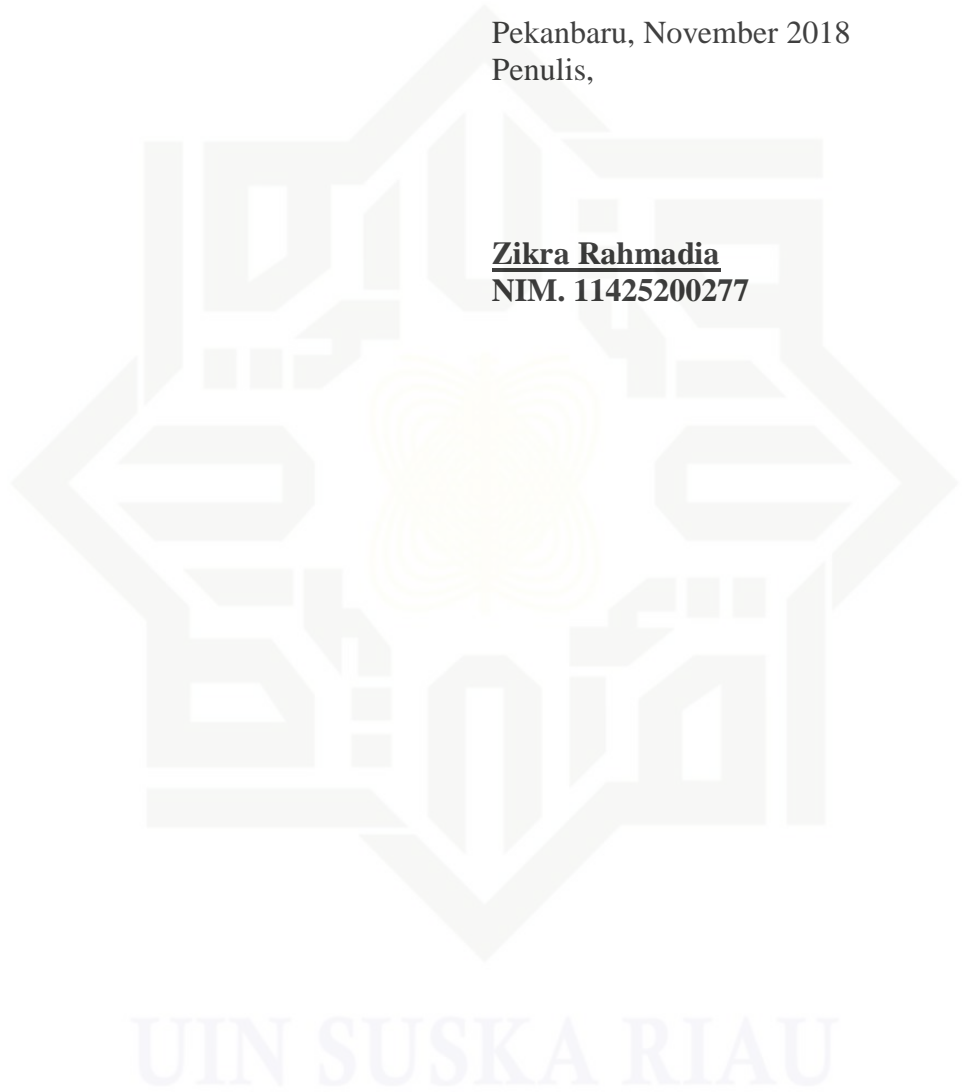 Pekanbaru, November 2018
Penulis,
Zikra Rahmadia
NIM. 11425200277
UIN SUSKA RIAU